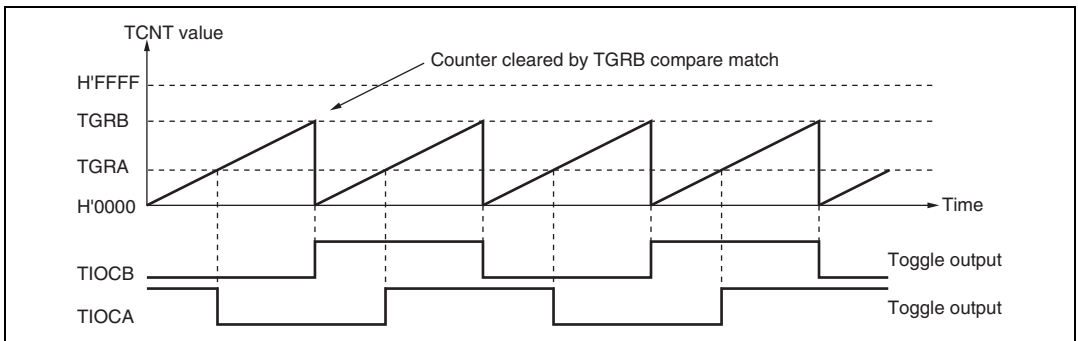 TCNT value
Counter cleared by TGRB compare match
H'FFFF
TGRB
TGRA
H'0000
Time
TIOCB
Toggle output
TIOCA
Toggle output